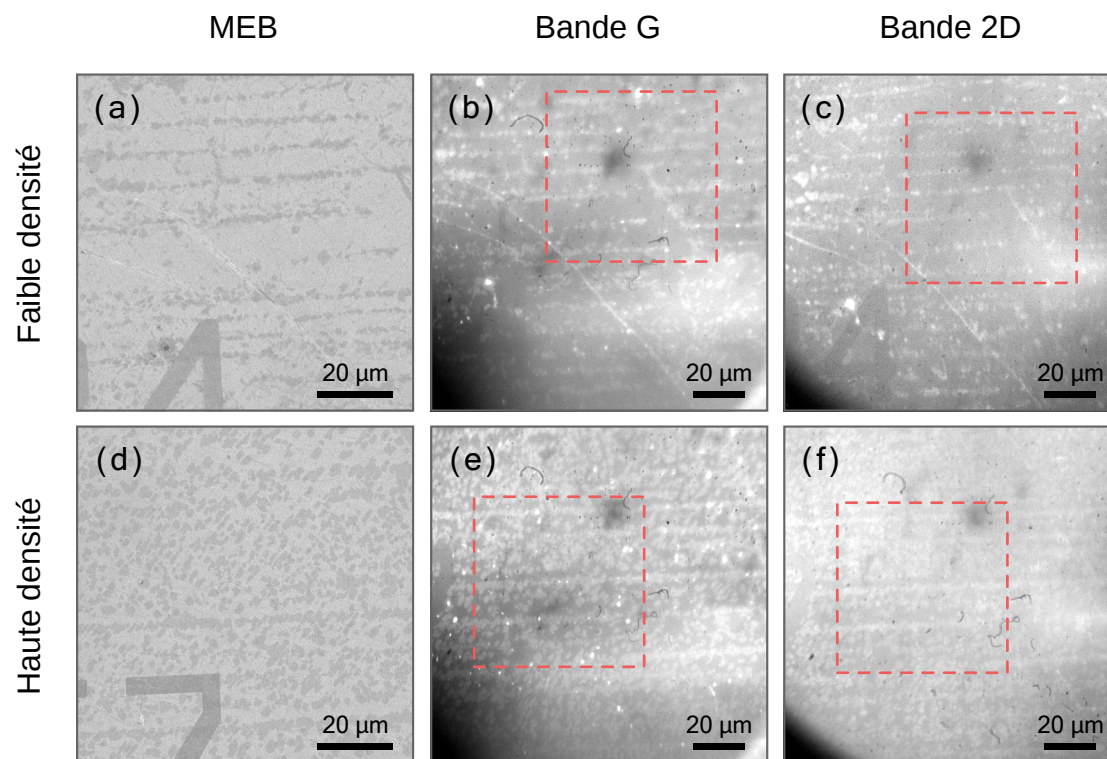 MEB
Bande G
Bande 2D
Faible densité
(a)
(b)
(c)
20 µm
20 µm
20 µm
Haute densité
(d)
(e)
(f)
20 µm
20 µm
20 µm